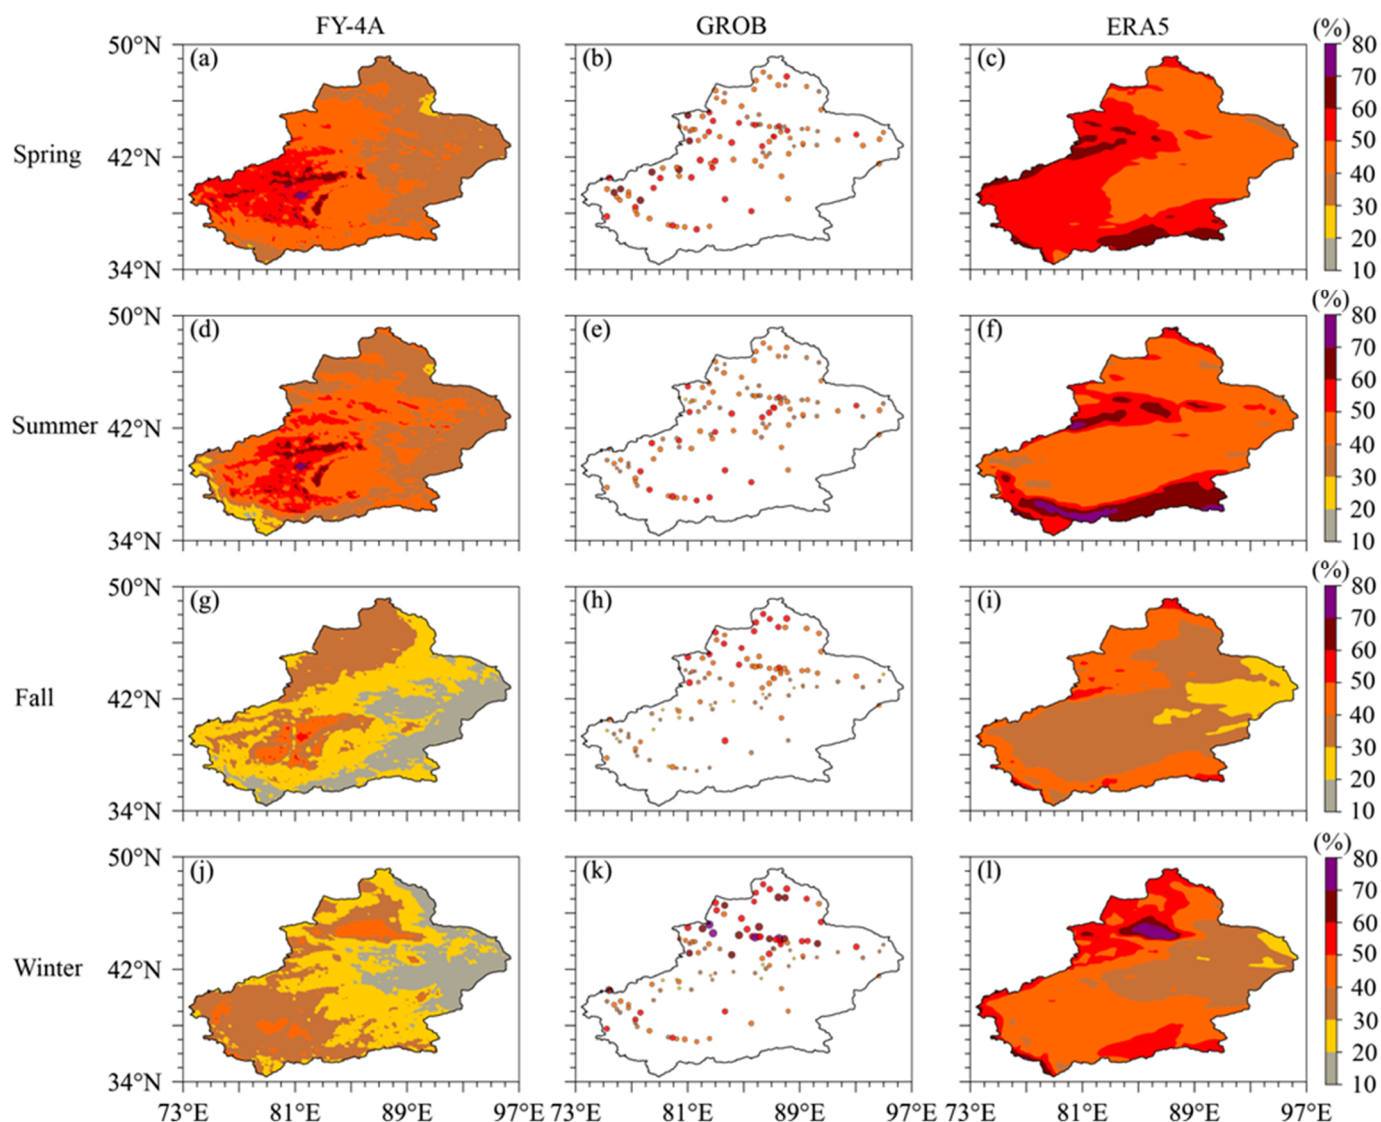 FY-4A GROB ERA5 (%)
50°N (a) (b) (c) 80
70
60
Spring 42°N 50
40
30
20
34°N 10
(%)
50°N (d) (e) (f) 80
70
60
Summer 42°N 50
40
30
20
34°N 10
(%)
50°N (g) (h) (i) 80
70
60
Fall 42°N 50
40
30
20
34°N 10
(%)
50°N (j) (k) (l) 80
70
60
Winter 42°N 50
40
30
20
34°N 10
73°E 81°E 89°E 97°E 73°E 81°E 89°E 97°E 73°E 81°E 89°E 97°E